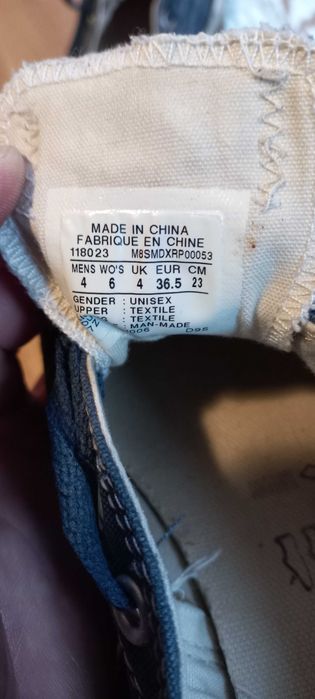 MADE IN CHINA
FABRIQUE EN CHINE
118023 M8SMDXRP00053
MENS WO'S UK EUR CM
4 6 4 36.5 23
GENDER : UNISEX
UPPER : TEXTILE
: TEXTILE
: MAN-MADE
D95